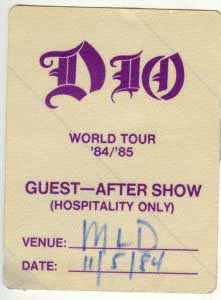 DIO
WORLD TOUR
'84/'85
GUEST—AFTER SHOW
(HOSPITALITY ONLY)
VENUE: MLD
DATE: 11/5/84